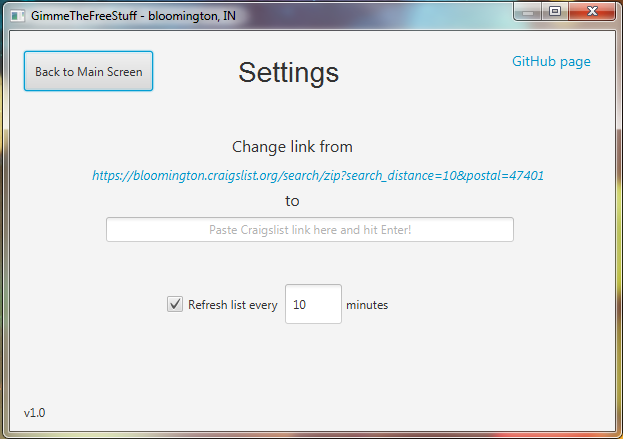 GimmeTheFreeStuff - bloomington, IN
Back to Main Screen
Settings
GitHub page
Change link from
https://bloomington.craigslist.org/search/zip?search_distance=10&postal=47401
to
Paste Craigslist link here and hit Enter!
Refresh list every 10 minutes
v1.0